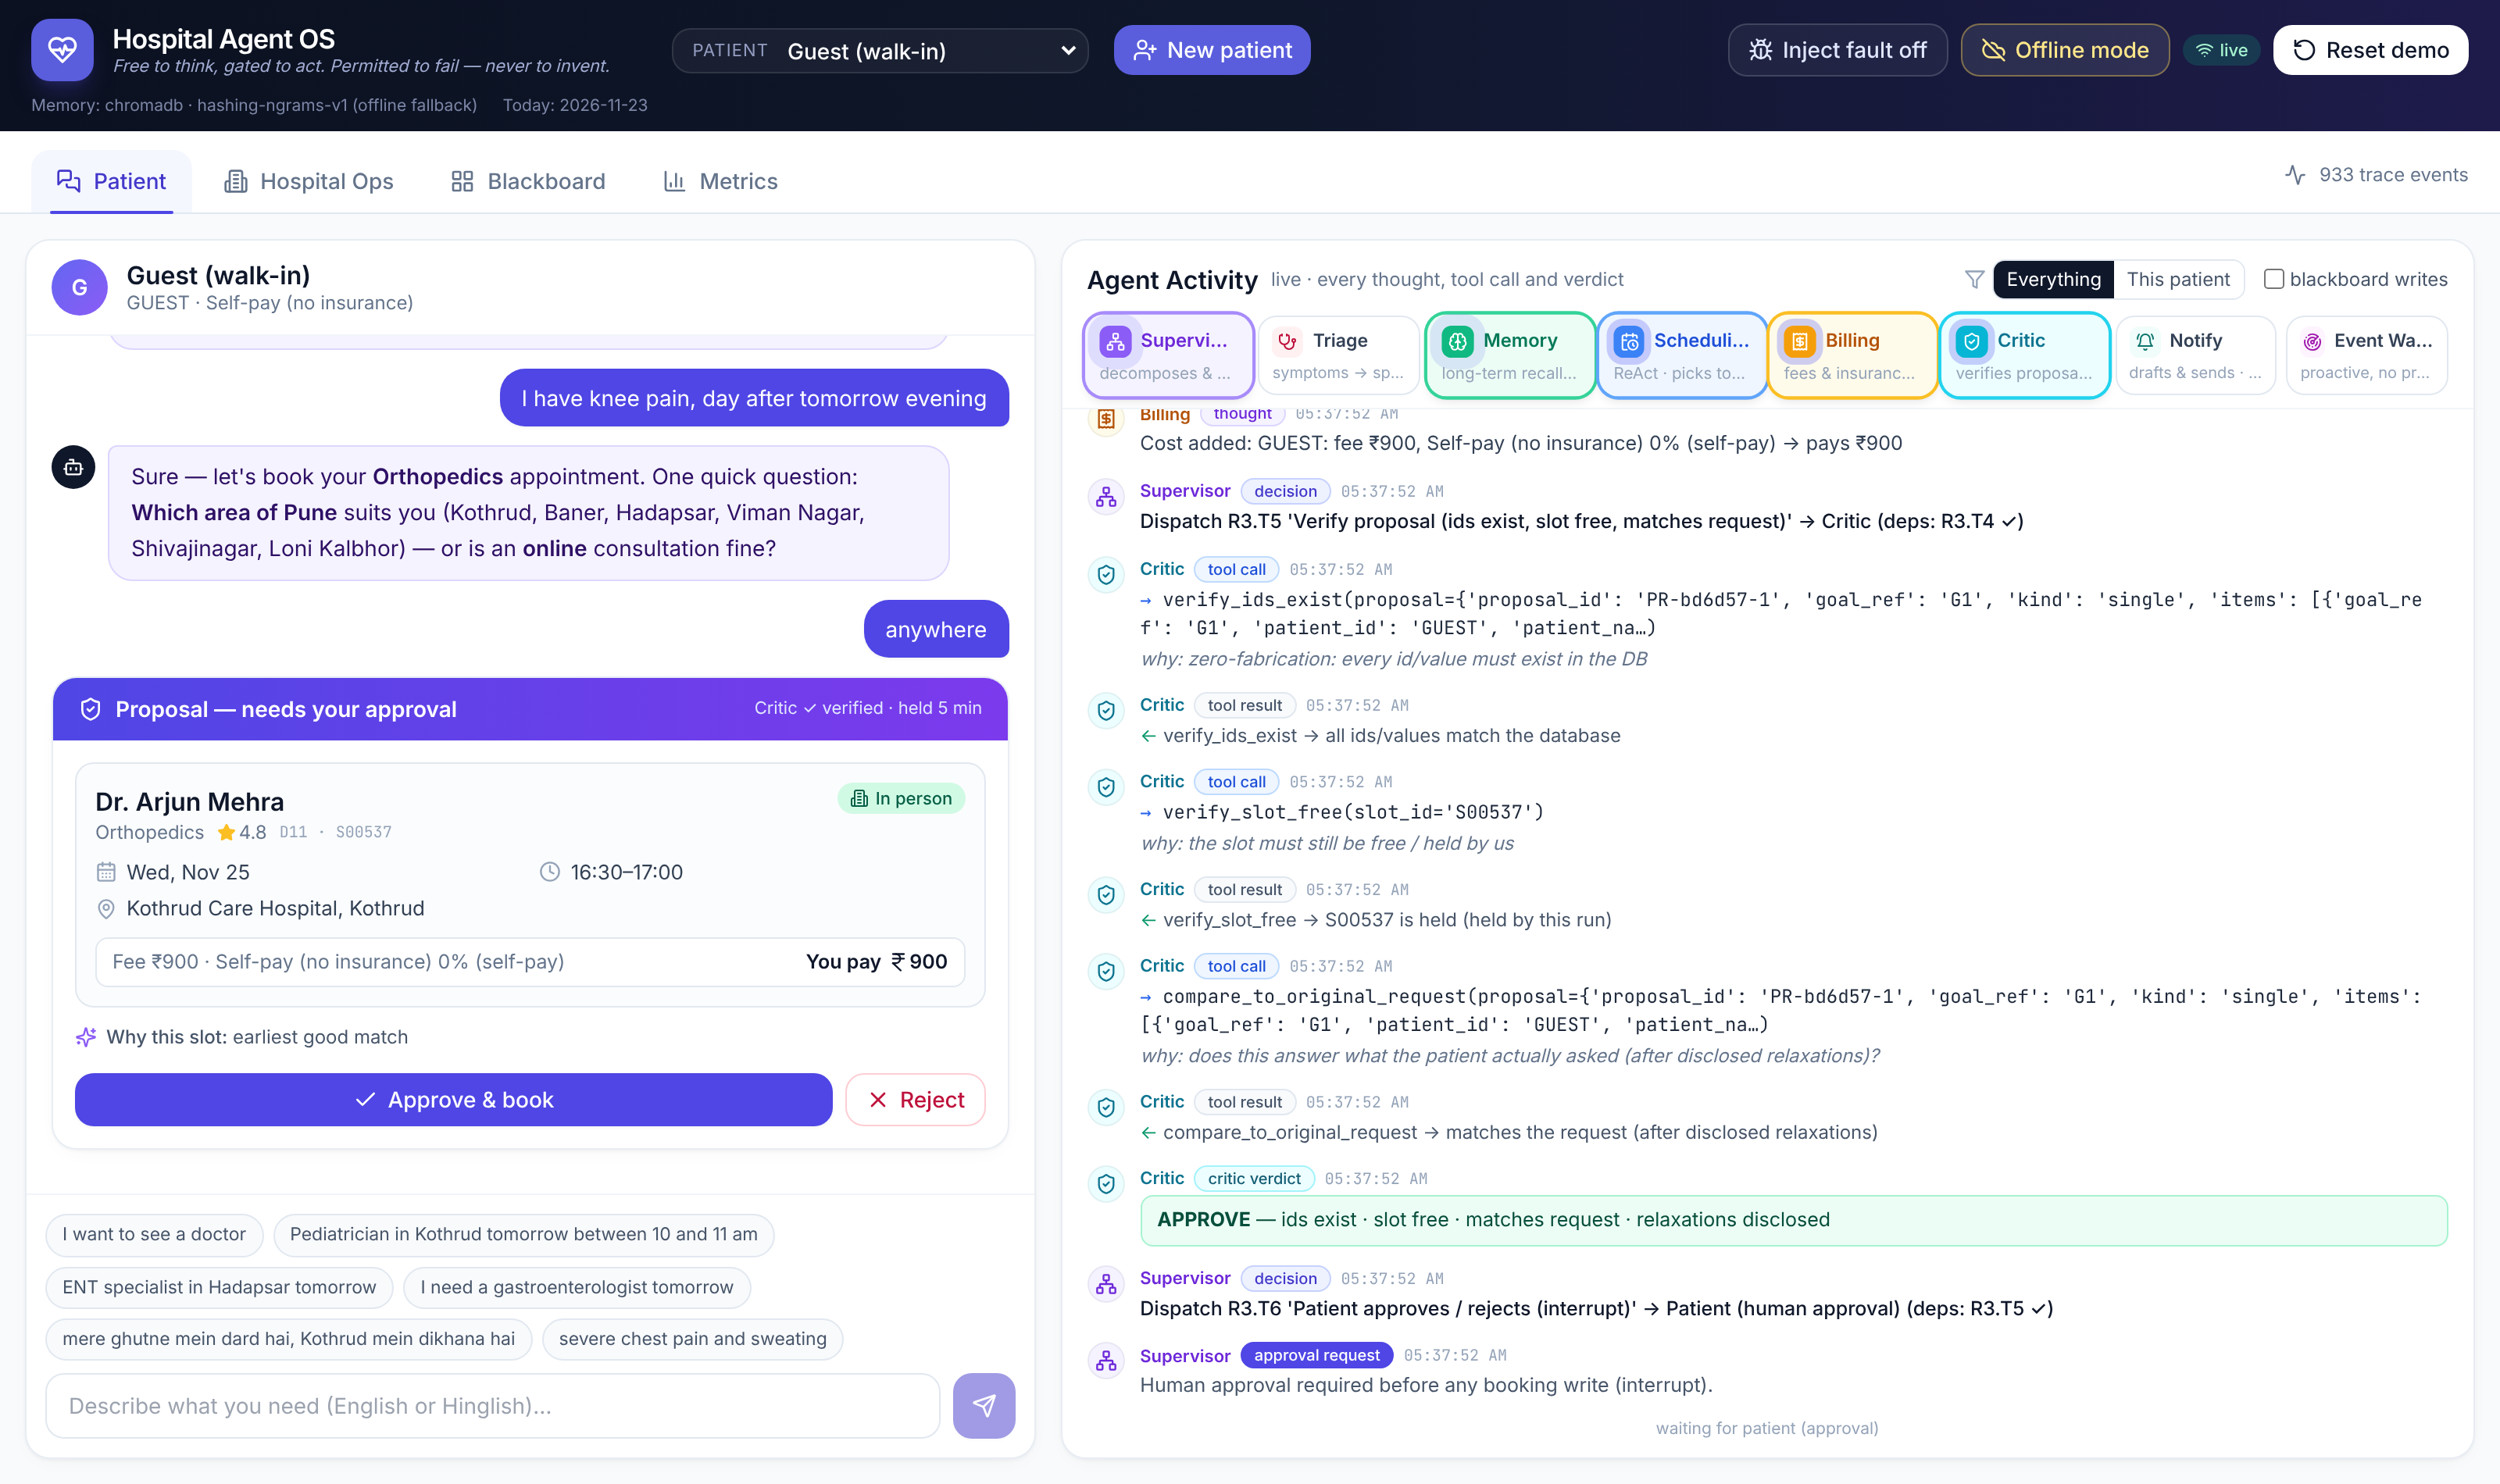 Hospital Agent OS
Free to think, gated to act. Permitted to fail — never to invent.
PATIENT Guest (walk-in)
New patient
Inject fault off
Offline mode
live
Reset demo
Memory: chromadb · hashing-ngrams-v1 (offline fallback) Today: 2026-11-23
Patient
Hospital Ops
Blackboard
Metrics
933 trace events
G
Guest (walk-in)
GUEST · Self-pay (no insurance)
I have knee pain, day after tomorrow evening
Sure — let's book your Orthopedics appointment. One quick question:
Which area of Pune suits you (Kothrud, Baner, Hadapsar, Viman Nagar,
Shivajinagar, Loni Kalbhor) — or is an online consultation fine?
anywhere
Proposal — needs your approval
Critic ✓ verified · held 5 min
Dr. Arjun Mehra
In person
Orthopedics 4.8 D11 · S00537
Wed, Nov 25
16:30–17:00
Kothrud Care Hospital, Kothrud
Fee ₹900 · Self-pay (no insurance) 0% (self-pay)
You pay ₹900
Why this slot: earliest good match
Approve & book
Reject
I want to see a doctor
Pediatrician in Kothrud tomorrow between 10 and 11 am
ENT specialist in Hadapsar tomorrow
I need a gastroenterologist tomorrow
mere ghutne mein dard hai, Kothrud mein dikhana hai
severe chest pain and sweating
Describe what you need (English or Hinglish)...
Agent Activity
live · every thought, tool call and verdict
Everything
This patient
blackboard writes
Supervi...
decomposes & ...
Triage
symptoms → sp...
Memory
long-term recall...
Scheduli...
ReAct · picks to...
Billing
fees & insuranc...
Critic
verifies proposa...
Notify
drafts & sends · ...
Event Wa...
proactive, no pr...
Billing thought 05:37:52 AM
Cost added: GUEST: fee ₹900, Self-pay (no insurance) 0% (self-pay) → pays ₹900
Supervisor decision 05:37:52 AM
Dispatch R3.T5 'Verify proposal (ids exist, slot free, matches request)' → Critic (deps: R3.T4 ✓)
Critic tool call 05:37:52 AM
→ verify_ids_exist(proposal={'proposal_id': 'PR-bd6d57-1', 'goal_ref': 'G1', 'kind': 'single', 'items': [{'goal_re
f': 'G1', 'patient_id': 'GUEST', 'patient_na…)
why: zero-fabrication: every id/value must exist in the DB
Critic tool result 05:37:52 AM
← verify_ids_exist → all ids/values match the database
Critic tool call 05:37:52 AM
→ verify_slot_free(slot_id='S00537')
why: the slot must still be free / held by us
Critic tool result 05:37:52 AM
← verify_slot_free → S00537 is held (held by this run)
Critic tool call 05:37:52 AM
→ compare_to_original_request(proposal={'proposal_id': 'PR-bd6d57-1', 'goal_ref': 'G1', 'kind': 'single', 'items':
[{'goal_ref': 'G1', 'patient_id': 'GUEST', 'patient_na…)
why: does this answer what the patient actually asked (after disclosed relaxations)?
Critic tool result 05:37:52 AM
← compare_to_original_request → matches the request (after disclosed relaxations)
Critic critic verdict 05:37:52 AM
APPROVE — ids exist · slot free · matches request · relaxations disclosed
Supervisor decision 05:37:52 AM
Dispatch R3.T6 'Patient approves / rejects (interrupt)' → Patient (human approval) (deps: R3.T5 ✓)
Supervisor approval request 05:37:52 AM
Human approval required before any booking write (interrupt).
waiting for patient (approval)